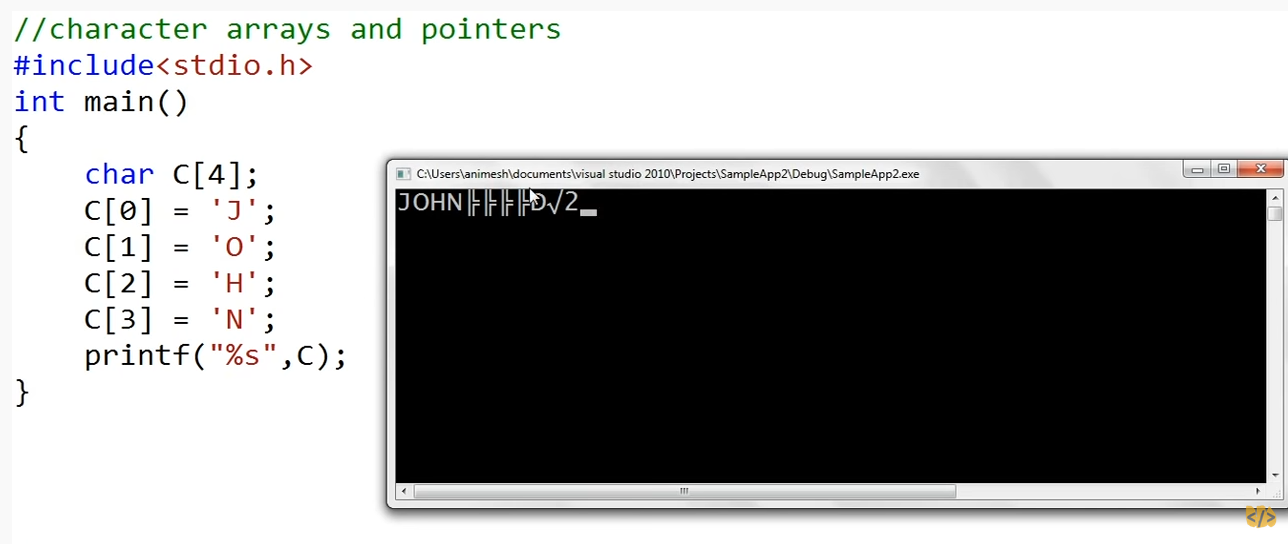 //character arrays and pointers
#include<stdio.h>
int main()
{
char C[4];
C[0] = 'J';
C[1] = 'O';
C[2] = 'H';
C[3] = 'N';
printf("%s",C);
}
C:\Users\animesh\documents\visual studio 2010\Projects\SampleApp2\Debug\SampleApp2.exe
JOHN╠╠╠╠D√2_